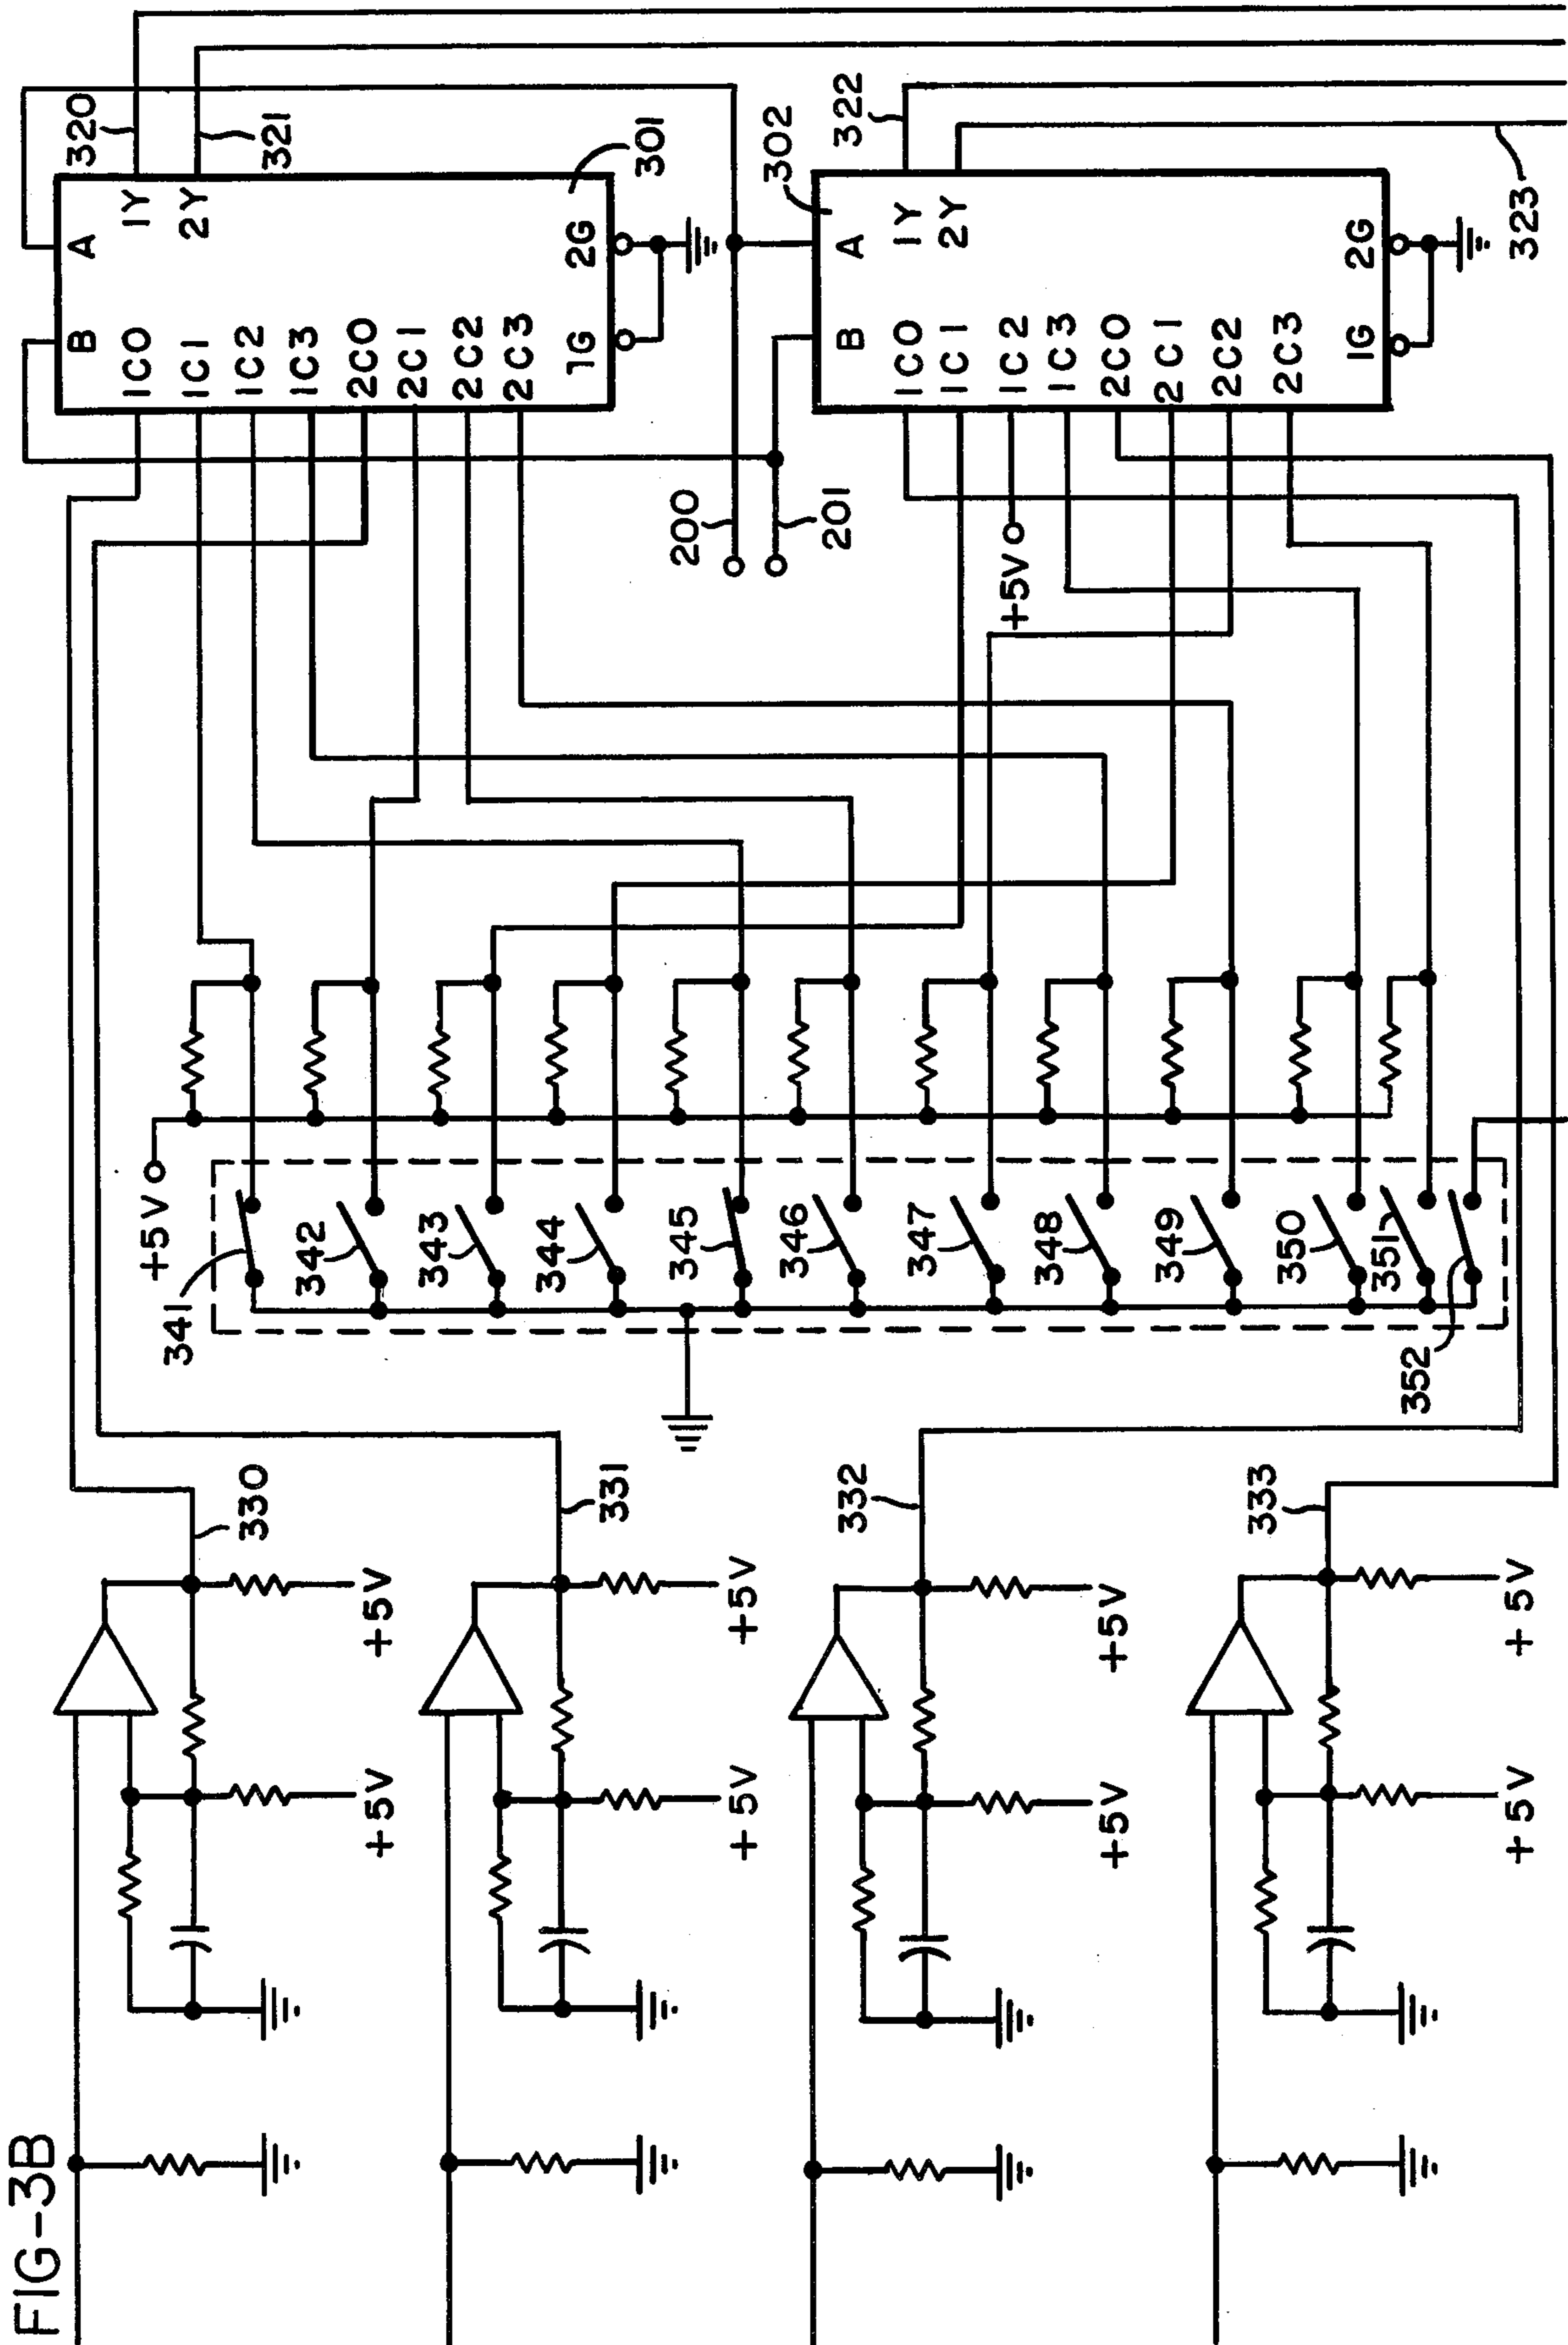 FIG-3B
+5V
+5V
330
+5V
+5V
331
+5V
+5V
332
+5V
+5V
333
+5V
341
342
343
344
345
346
347
348
349
350
351
352
200
201
+5V
B
A
1C0
1C1
1C2
1C3
2C0
2C1
2C2
2C3
1Y
2Y
1G
2G
301
320
321
B
A
1C0
1C1
1C2
1C3
2C0
2C1
2C2
2C3
1Y
2Y
1G
2G
302
322
323